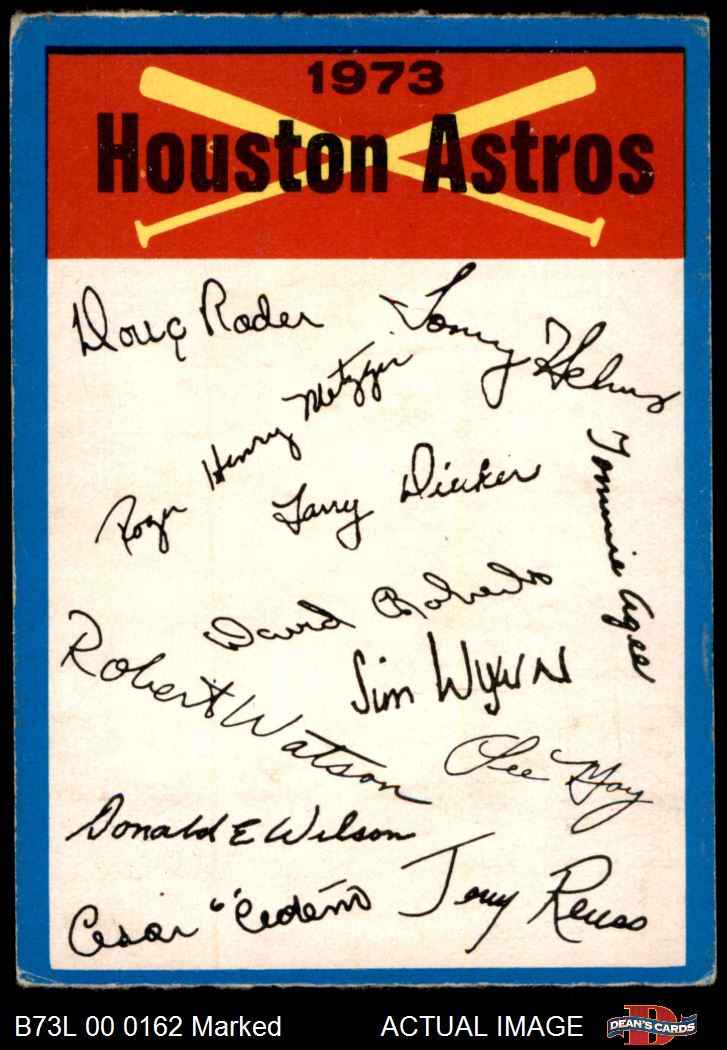 1973
Houston Astros
Doug Rader
Tommy Helms
Roger Henry Metzger
Larry Dierker
Tommie Agee
David Roberts
Robert Watson
Jim Wynn
Lee May
Donald E Wilson
Cesar "Cedeño
Jerry Reuss
B73L 00 0162 Marked
ACTUAL IMAGE
DEAN'S CARDS